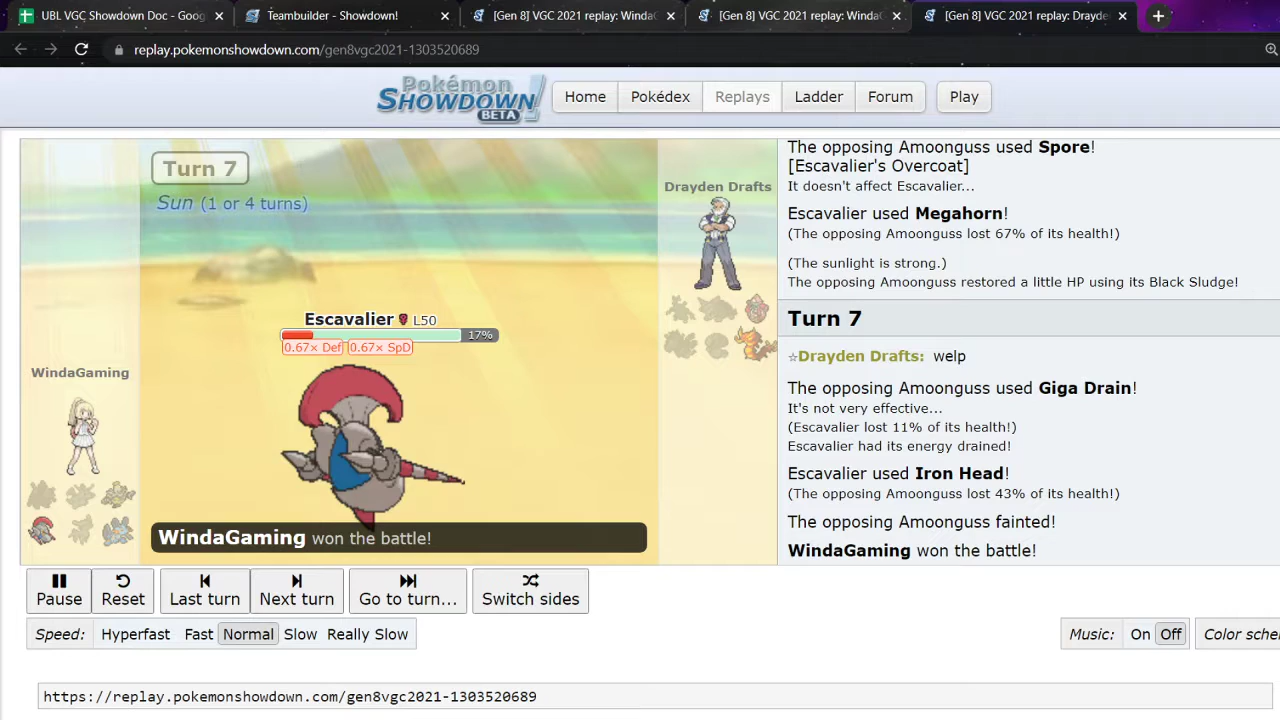 UBL VGC Showdown Doc - Goog
Teambuilder - Showdown!
[Gen 8] VGC 2021 replay: WindaG
[Gen 8] VGC 2021 replay: WindaG
[Gen 8] VGC 2021 replay: Drayde
replay.pokemonshowdown.com/gen8vgc2021-1303520689
Pokémon
SHOWDOWN!
BETA
Home
Pokédex
Replays
Ladder
Forum
Play
Turn 7
Sun (1 or 4 turns)
Drayden Drafts
Escavalier L50
17%
0.67× Def 0.67× SpD
WindaGaming
WindaGaming won the battle!
The opposing Amoonguss used Spore!
[Escavalier's Overcoat]
It doesn't affect Escavalier...
Escavalier used Megahorn!
(The opposing Amoonguss lost 67% of its health!)
(The sunlight is strong.)
The opposing Amoonguss restored a little HP using its Black Sludge!
Turn 7
☆Drayden Drafts: welp
The opposing Amoonguss used Giga Drain!
It's not very effective...
(Escavalier lost 11% of its health!)
Escavalier had its energy drained!
Escavalier used Iron Head!
(The opposing Amoonguss lost 43% of its health!)
The opposing Amoonguss fainted!
WindaGaming won the battle!
Pause
Reset
Last turn
Next turn
Go to turn...
Switch sides
Speed: Hyperfast Fast Normal Slow Really Slow
Music: On Off
Color scher
https://replay.pokemonshowdown.com/gen8vgc2021-1303520689